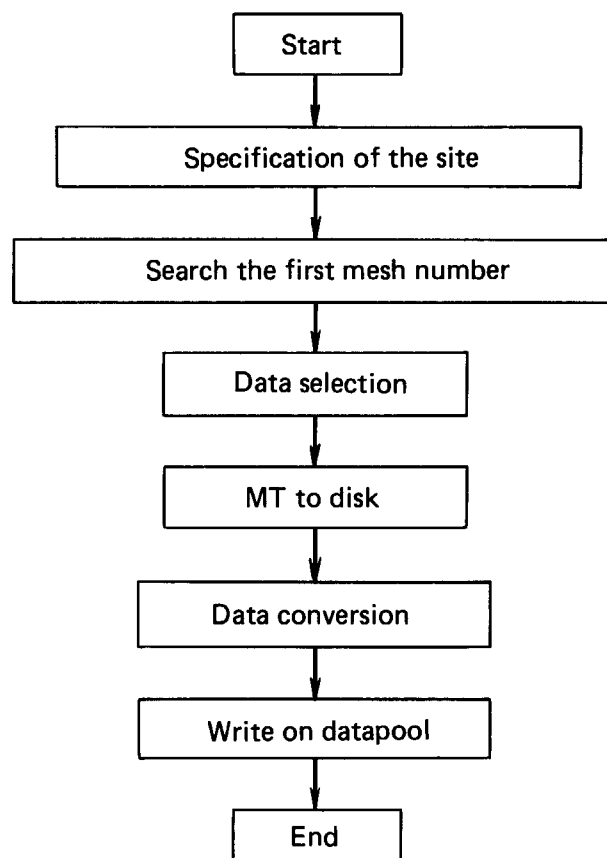 Start
Specification of the site
Search the first mesh number
Data selection
MT to disk
Data conversion
Write on datapool
End